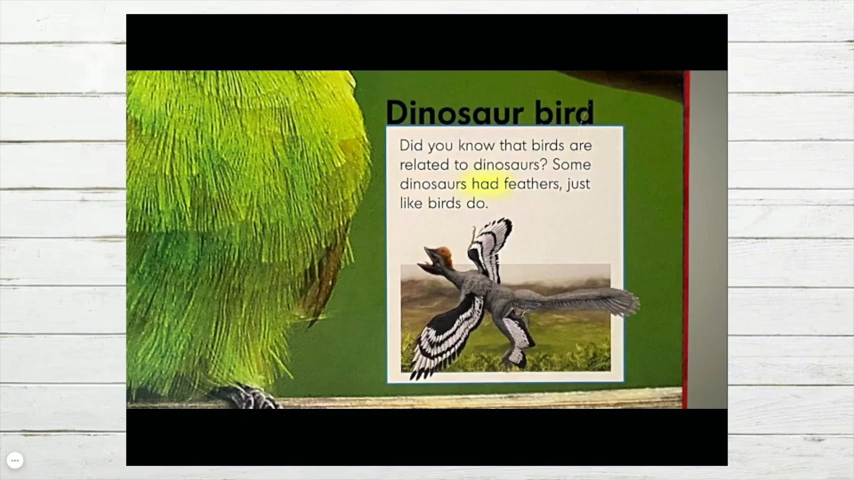 Dinosaur bird
Did you know that birds are
related to dinosaurs? Some
dinosaurs had feathers, just
like birds do.